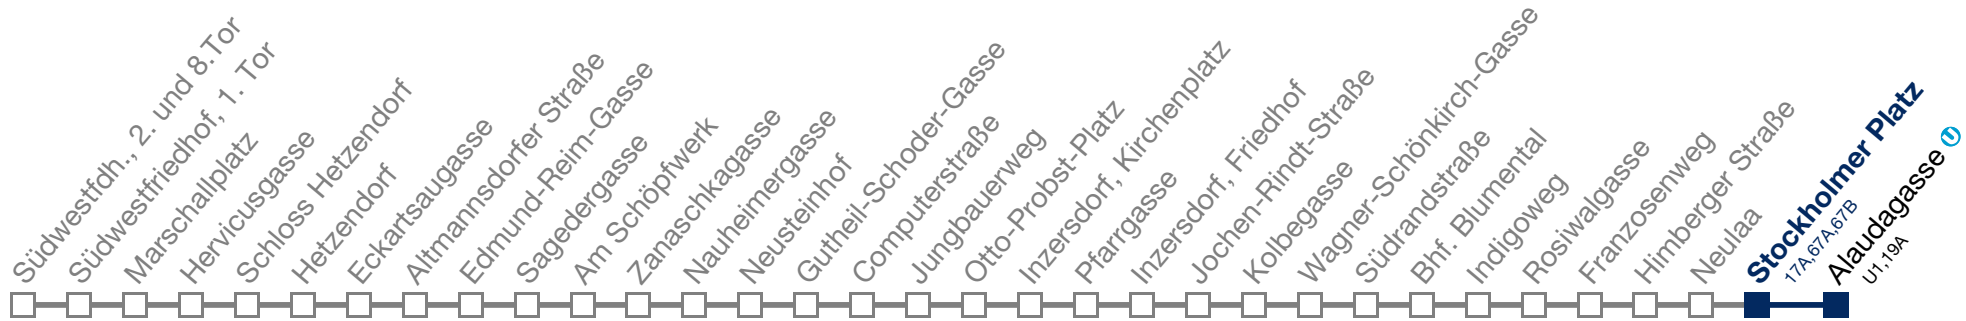 Südwestfdh., 2. und 8.Tor
Südwestfriedhof, 1. Tor
Marschallplatz
Hervicusgasse
Schloss Hetzendorf
Hetzendorf
Eckartsaugasse
Altmannsdorfer Straße
Edmund-Reim-Gasse
Sagedergasse
Am Schöpfwerk
Zanaschkagasse
Nauheimergasse
Neusteinhof
Gutheil-Schoder-Gasse
Computerstraße
Jungbauerweg
Otto-Probst-Platz
Inzersdorf, Kirchenplatz
Pfarrgasse
Inzersdorf, Friedhof
Jochen-Rindt-Straße
Kolbegasse
Wagner-Schönkirch-Gasse
Südrandstraße
Bhf. Blumental
Indigoweg
Rosiwalgasse
Franzosenweg
Himberger Straße
Neulaa
Stockholmer Platz
17A,67A,67B
Alaudagasse U
U1,19A